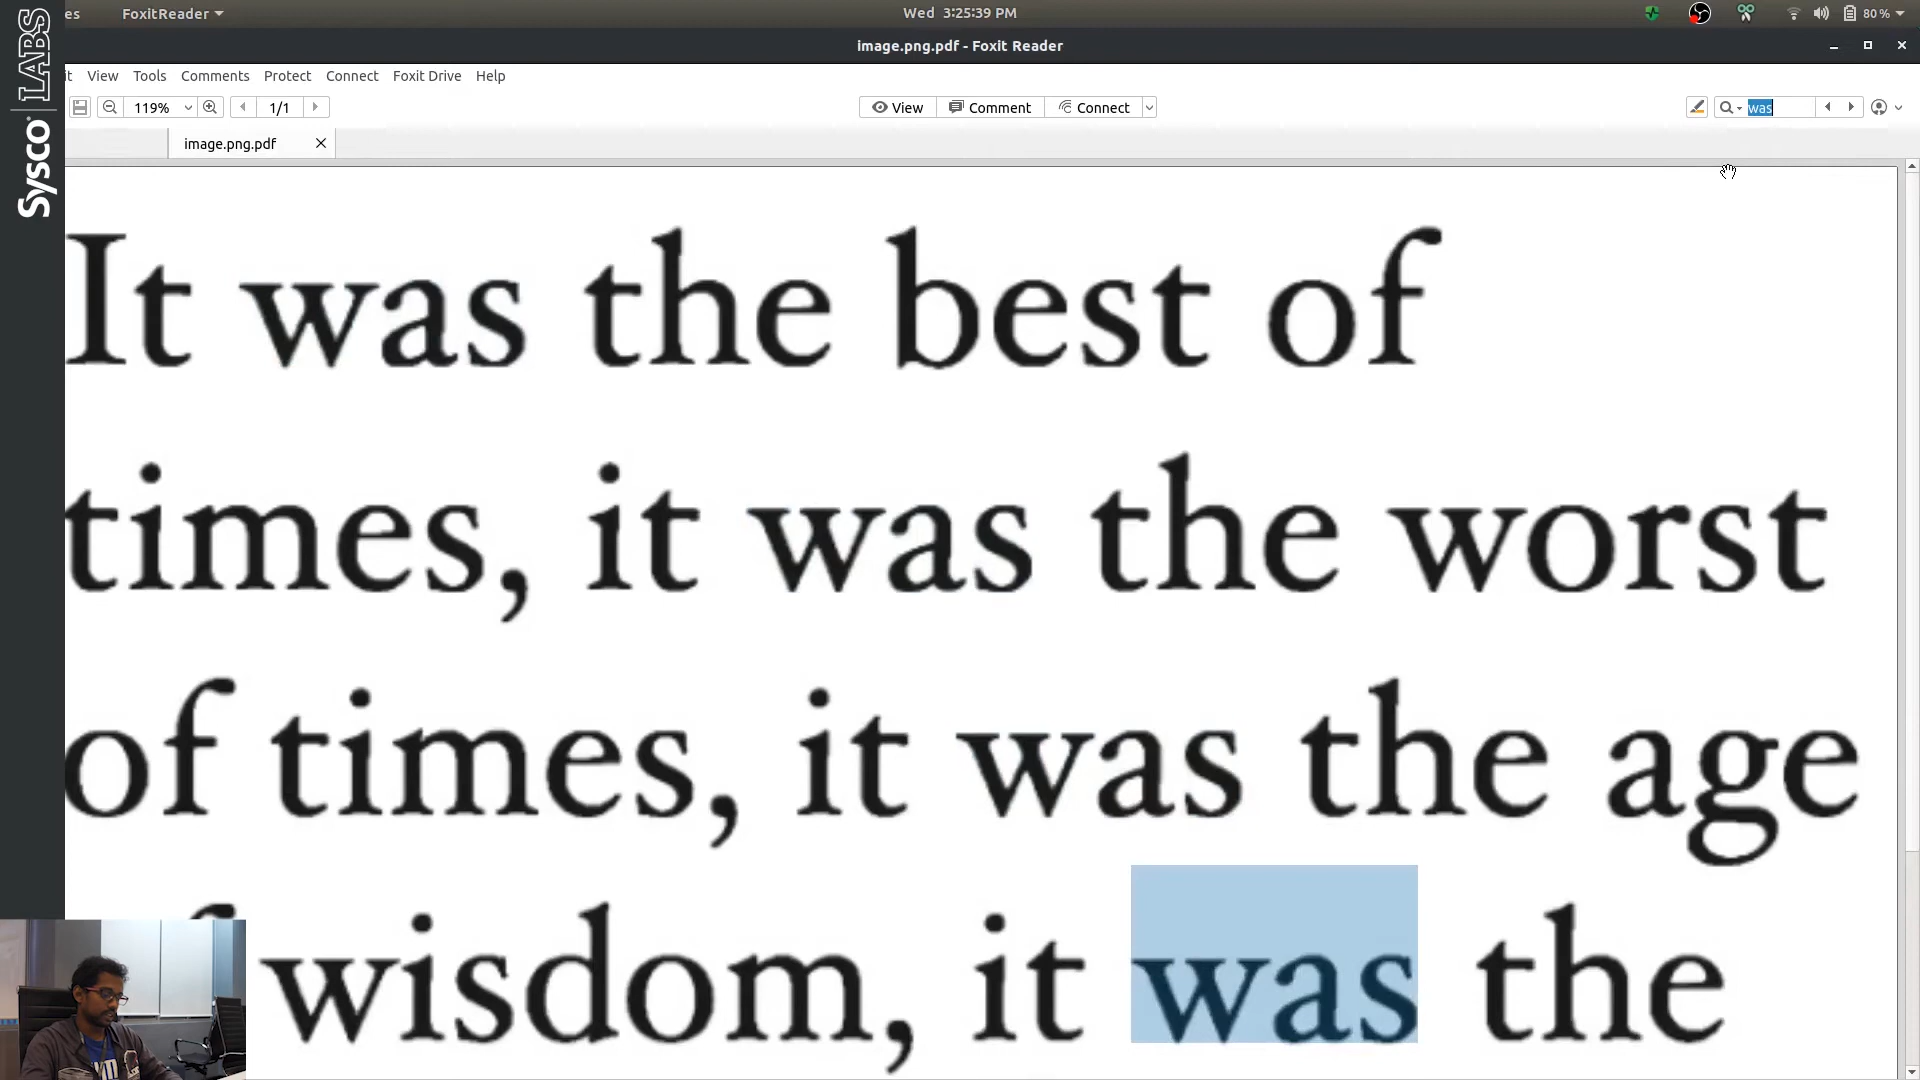 es FoxitReader Wed 3:25:39 PM 80 %
image.png.pdf - Foxit Reader
it View Tools Comments Protect Connect Foxit Drive Help
119% 1/1 View Comment Connect was
image.png.pdf
Sysco LABS
It was the best of
times, it was the worst
of times, it was the age
wisdom, it was the